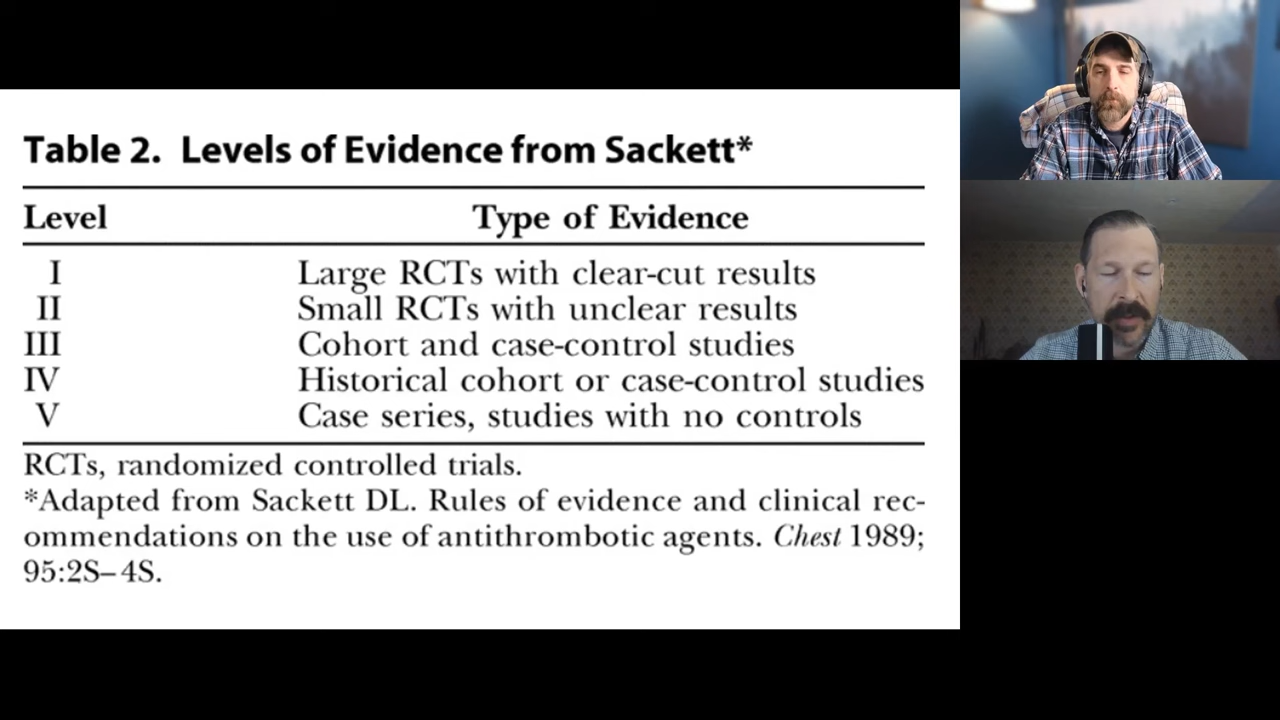 Table 2. Levels of Evidence from Sackett*
Level Type of Evidence
I Large RCTs with clear-cut results
II Small RCTs with unclear results
III Cohort and case-control studies
IV Historical cohort or case-control studies
V Case series, studies with no controls
RCTs, randomized controlled trials.
*Adapted from Sackett DL. Rules of evidence and clinical rec-
ommendations on the use of antithrombotic agents. Chest 1989;
95:2S–4S.